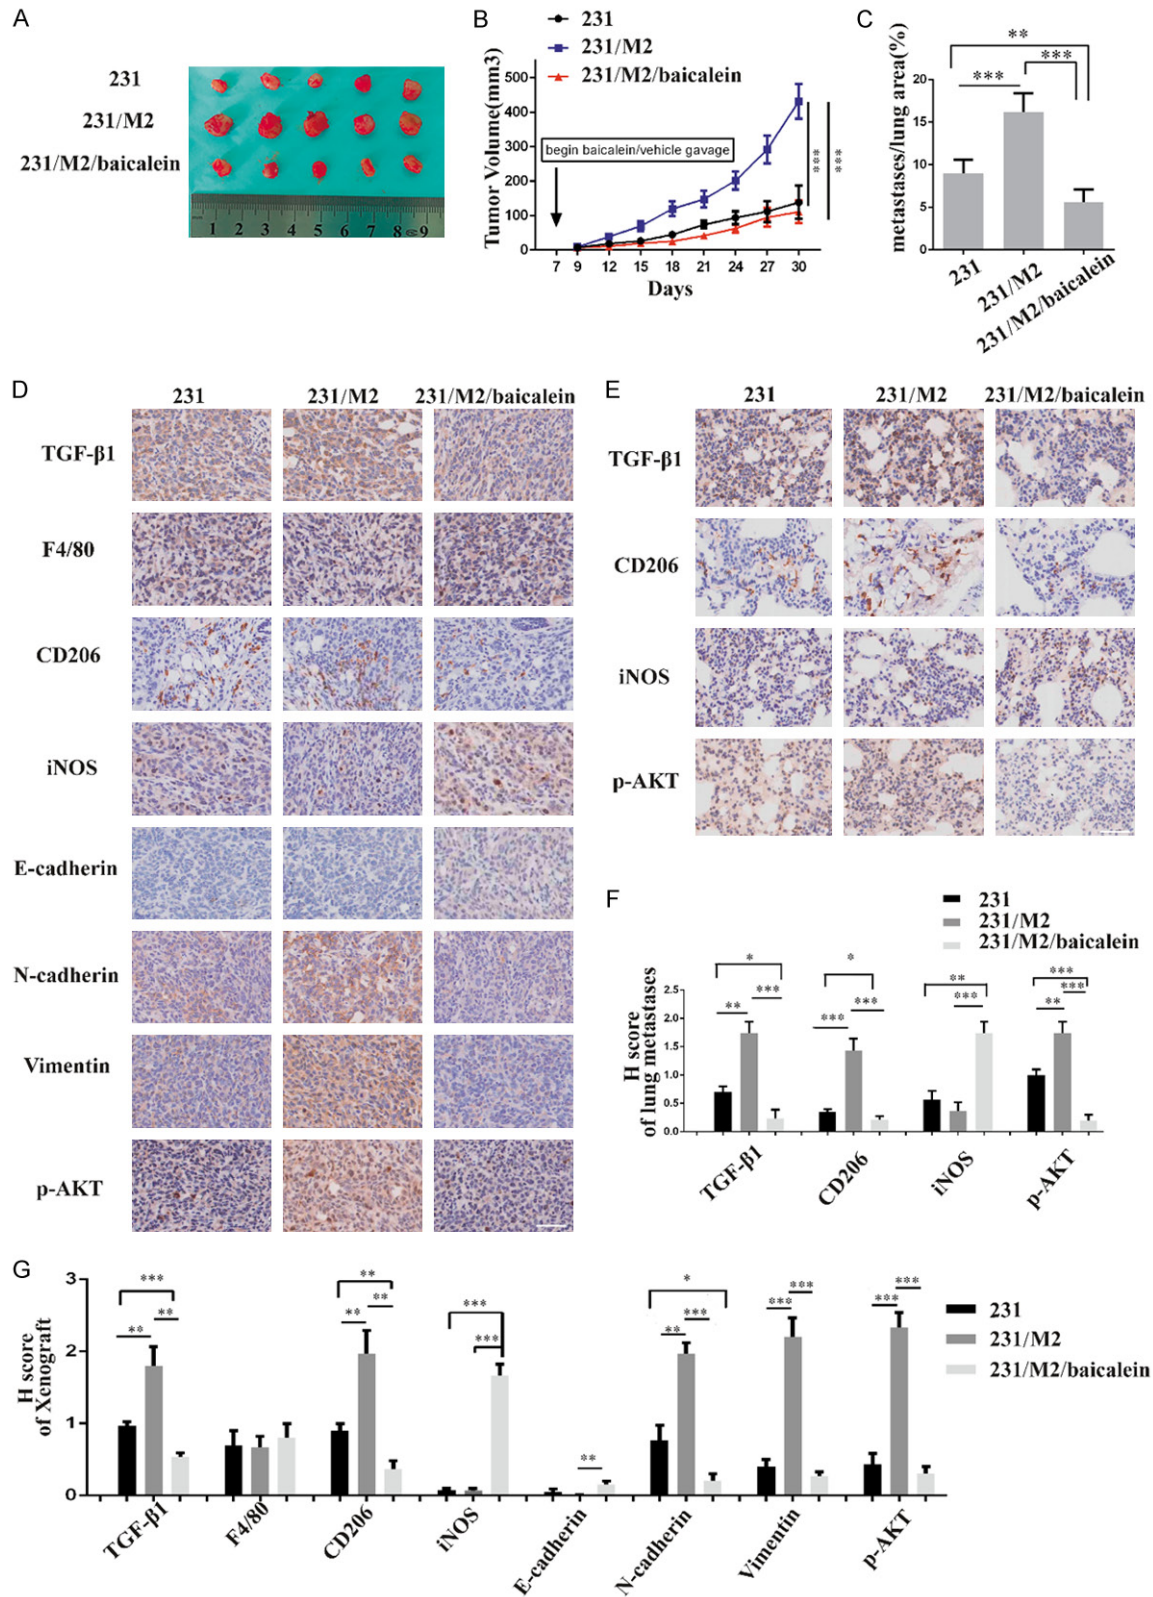 A
231
231/M2
231/M2/baicalein
1 2 3 4 5 6 7 8 9
B
231
231/M2
231/M2/baicalein
Tumor Volume(mm3)
500
400
300
200
100
0
begin baicalein/vehicle gavage
***
***
7 9 12 15 18 21 24 27 30
Days
C
metastases/lung area(%)
20
15
10
5
0
**
***
***
231
231/M2
231/M2/baicalein
D
231 231/M2 231/M2/baicalein
TGF-β1
F4/80
CD206
iNOS
E-cadherin
N-cadherin
Vimentin
p-AKT
E
231 231/M2 231/M2/baicalein
TGF-β1
CD206
iNOS
p-AKT
F
231
231/M2
231/M2/baicalein
H score
of lung metastases
2.5
2.0
1.5
1.0
0.5
0.0
* * ** ***
** *** *** *** *** ** ***
TGF-β1 CD206 iNOS p-AKT
G
231
231/M2
231/M2/baicalein
H score
of Xenograft
3
2
1
0
*** ** *** *
** ** ** ** *** ** ** *** *** *** *** ***
TGF-β1 F4/80 CD206 iNOS E-cadherin N-cadherin Vimentin p-AKT